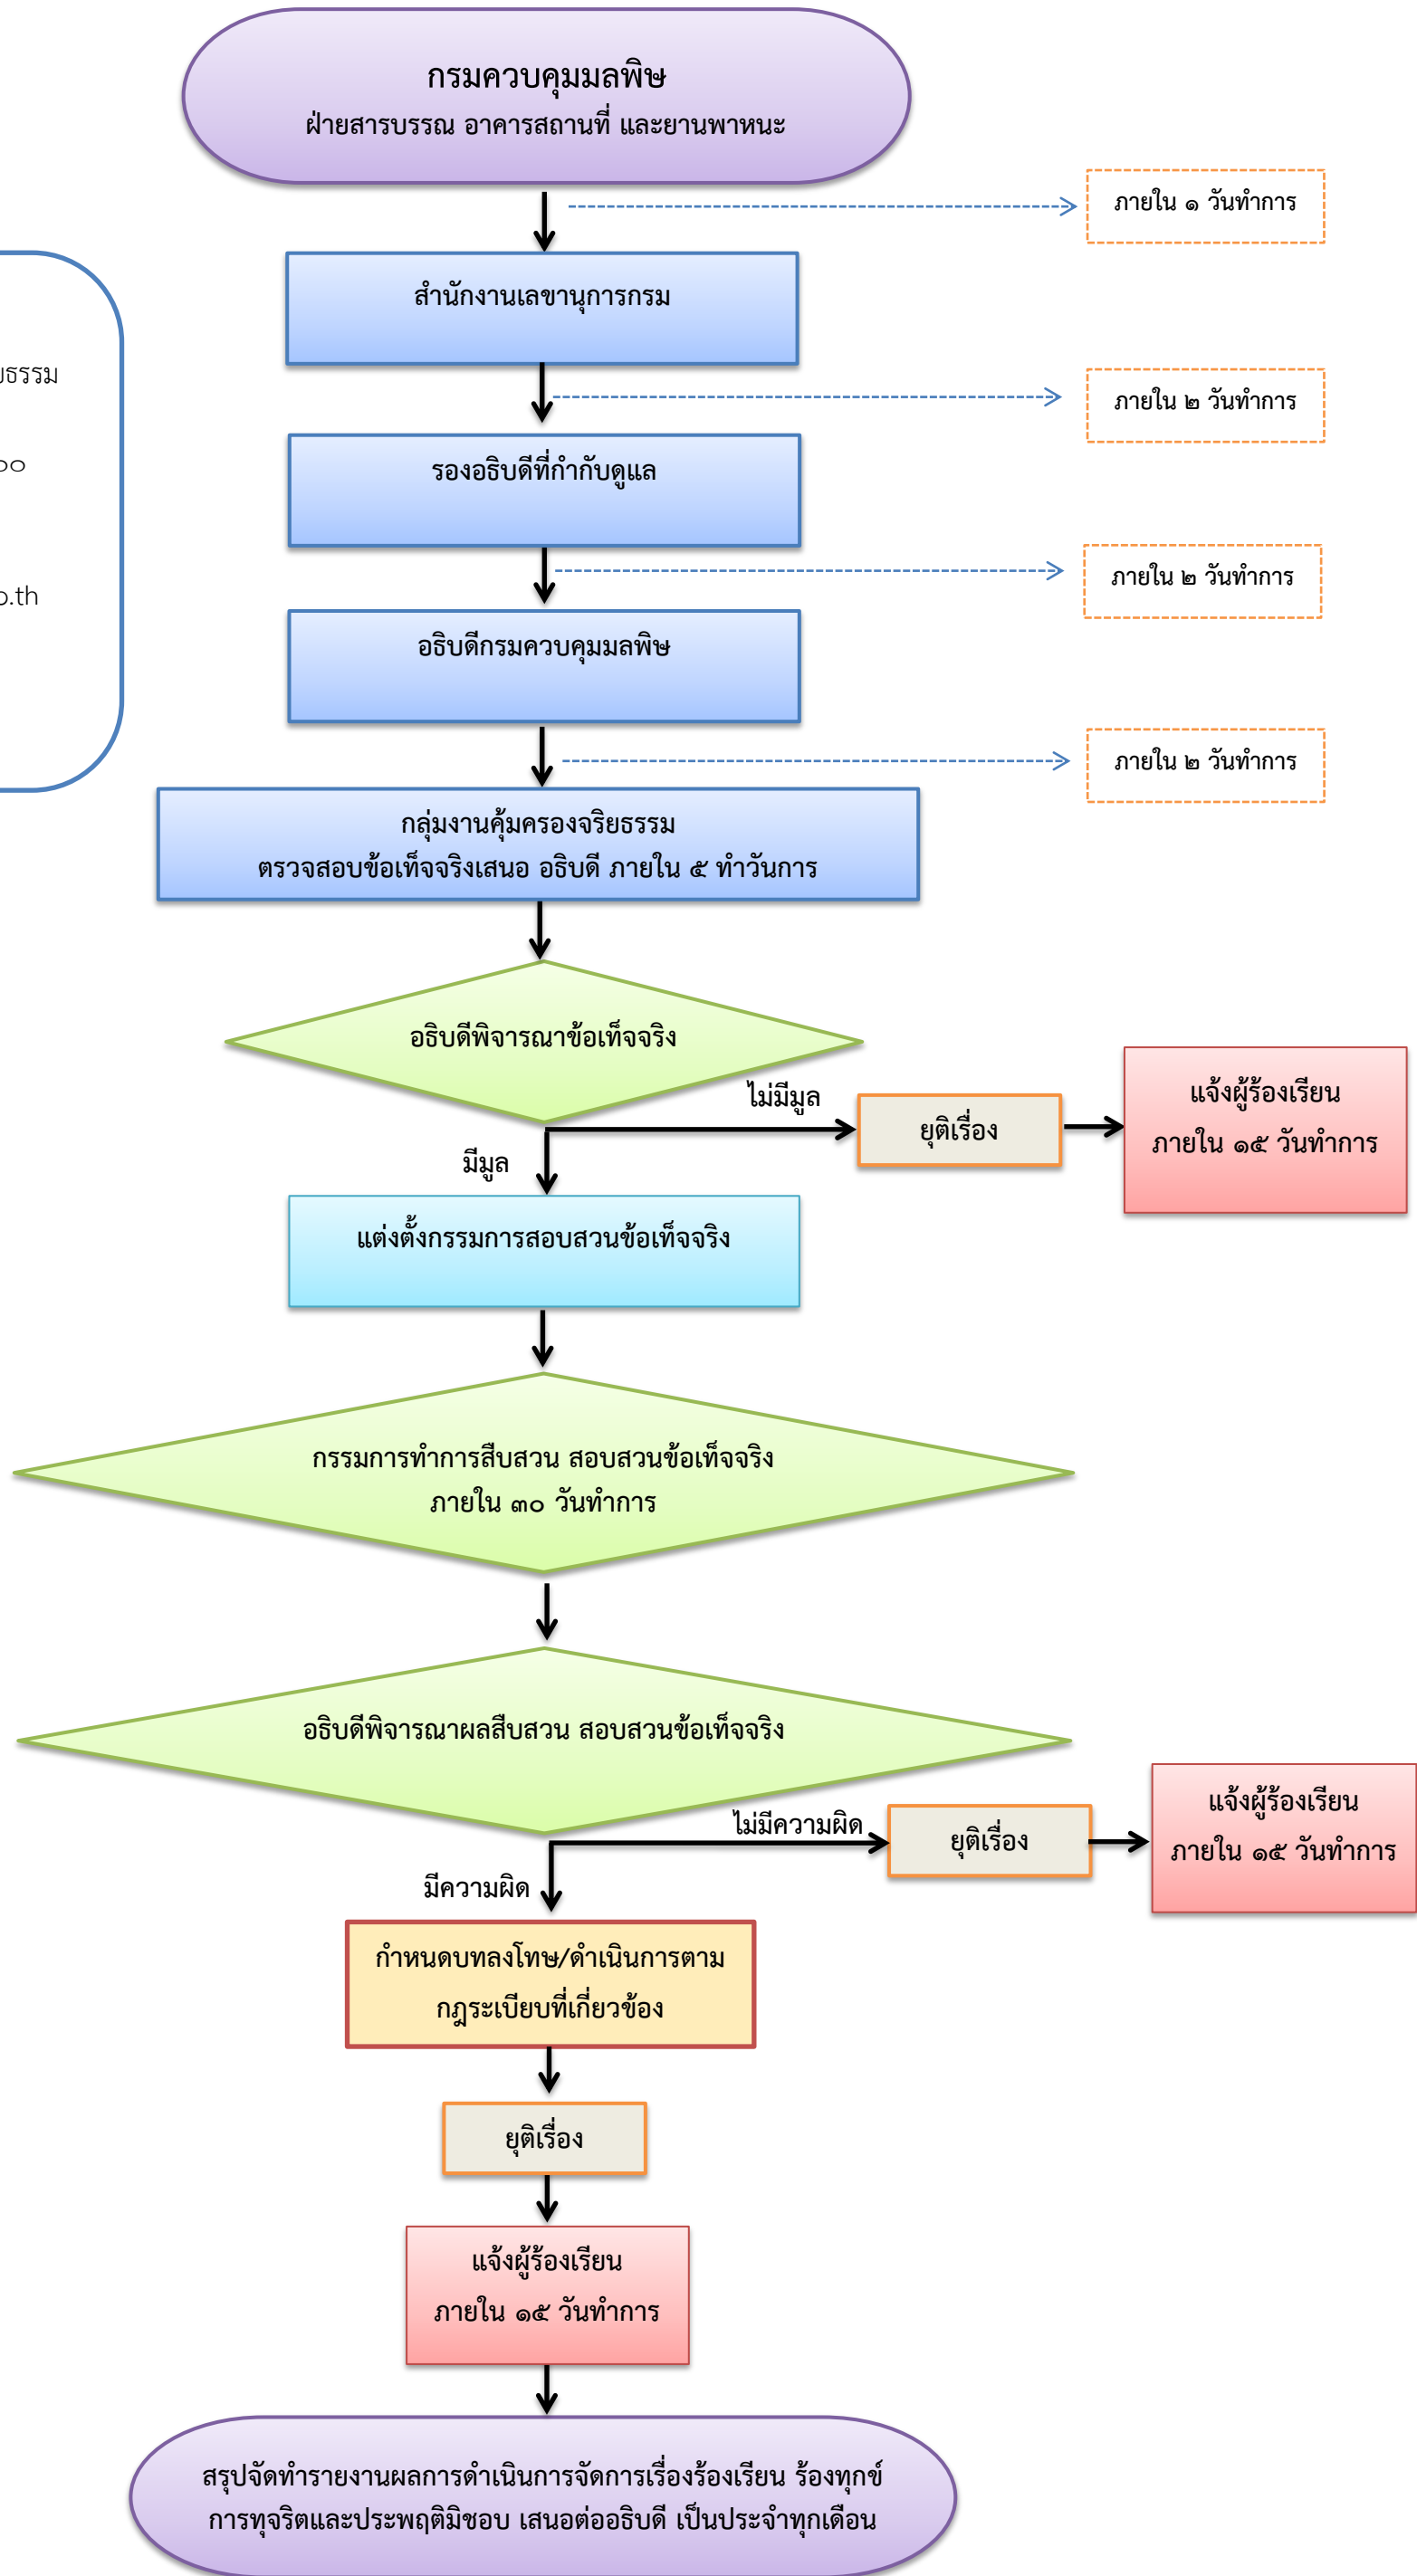 กรมควบคุมมลพิษ
ฝ่ายสารบรรณ อาคารสถานที่ และยานพาหนะ
ภายใน ๑ วันทำการ
สำนักงานเลขานุการกรม
ภายใน ๒ วันทำการ
รองอธิบดีที่กำกับดูแล
ภายใน ๒ วันทำการ
อธิบดีกรมควบคุมมลพิษ
ภายใน ๒ วันทำการ
กลุ่มงานคุ้มครองจริยธรรม
ตรวจสอบข้อเท็จจริงเสนอ อธิบดี ภายใน ๕ ทำวันการ
อธิบดีพิจารณาข้อเท็จจริง
ไม่มีมูล
ยุติเรื่อง
แจ้งผู้ร้องเรียน
ภายใน ๑๕ วันทำการ
มีมูล
แต่งตั้งกรรมการสอบสวนข้อเท็จจริง
กรรมการทำการสืบสวน สอบสวนข้อเท็จจริง
ภายใน ๓๐ วันทำการ
อธิบดีพิจารณาผลสืบสวน สอบสวนข้อเท็จจริง
ไม่มีความผิด
ยุติเรื่อง
แจ้งผู้ร้องเรียน
ภายใน ๑๕ วันทำการ
มีความผิด
กำหนดบทลงโทษ/ดำเนินการตาม
กฎระเบียบที่เกี่ยวข้อง
ยุติเรื่อง
แจ้งผู้ร้องเรียน
ภายใน ๑๕ วันทำการ
สรุปจัดทำรายงานผลการดำเนินการจัดการเรื่องร้องเรียน ร้องทุกข์
การทุจริตและประพฤติมิชอบ เสนอต่ออธิบดี เป็นประจำทุกเดือน